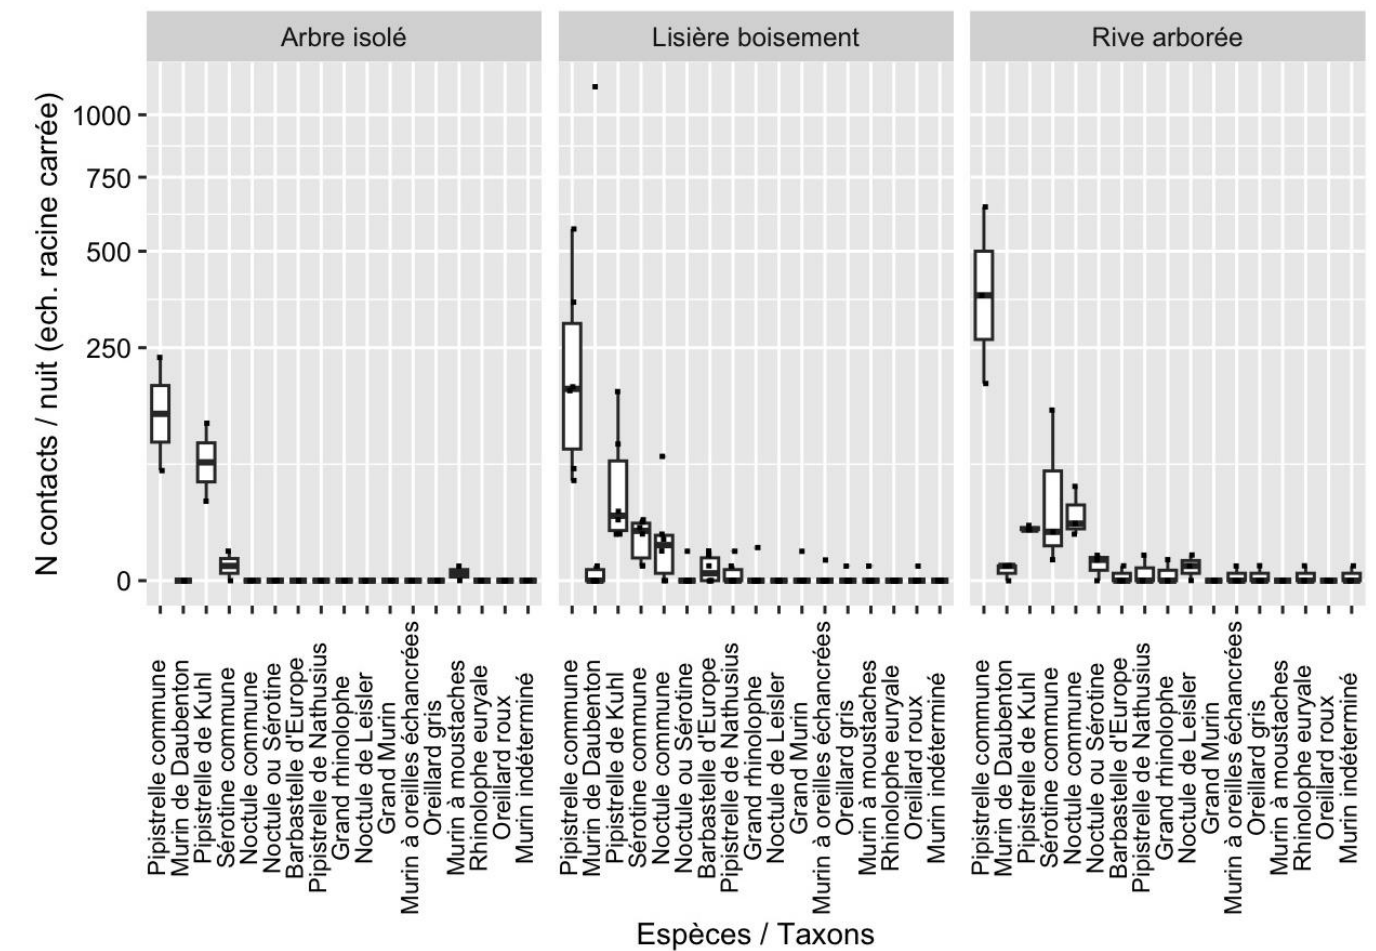 Arbre isolé
Lisière boisement
Rive arborée
N contacts / nuit (ech. racine carrée)
1000
750
500
250
0
Pipistrelle commune
Murin de Daubenton
Pipistrelle de Kuhl
Sérotine commune
Noctule commune
Noctule ou Sérotine
Barbastelle d'Europe
Pipistrelle de Nathusius
Grand rhinolophe
Noctule de Leisler
Grand Murin
Murin à oreilles échancrées
Oreillard gris
Murin à moustaches
Rhinolophe euryale
Oreillard roux
Murin indéterminé
Pipistrelle commune
Murin de Daubenton
Pipistrelle de Kuhl
Sérotine commune
Noctule commune
Noctule ou Sérotine
Barbastelle d'Europe
Pipistrelle de Nathusius
Grand rhinolophe
Noctule de Leisler
Grand Murin
Murin à oreilles échancrées
Oreillard gris
Murin à moustaches
Rhinolophe euryale
Oreillard roux
Murin indéterminé
Pipistrelle commune
Murin de Daubenton
Pipistrelle de Kuhl
Sérotine commune
Noctule commune
Noctule ou Sérotine
Barbastelle d'Europe
Pipistrelle de Nathusius
Grand rhinolophe
Noctule de Leisler
Grand Murin
Murin à oreilles échancrées
Oreillard gris
Murin à moustaches
Rhinolophe euryale
Oreillard roux
Murin indéterminé
Espèces / Taxons